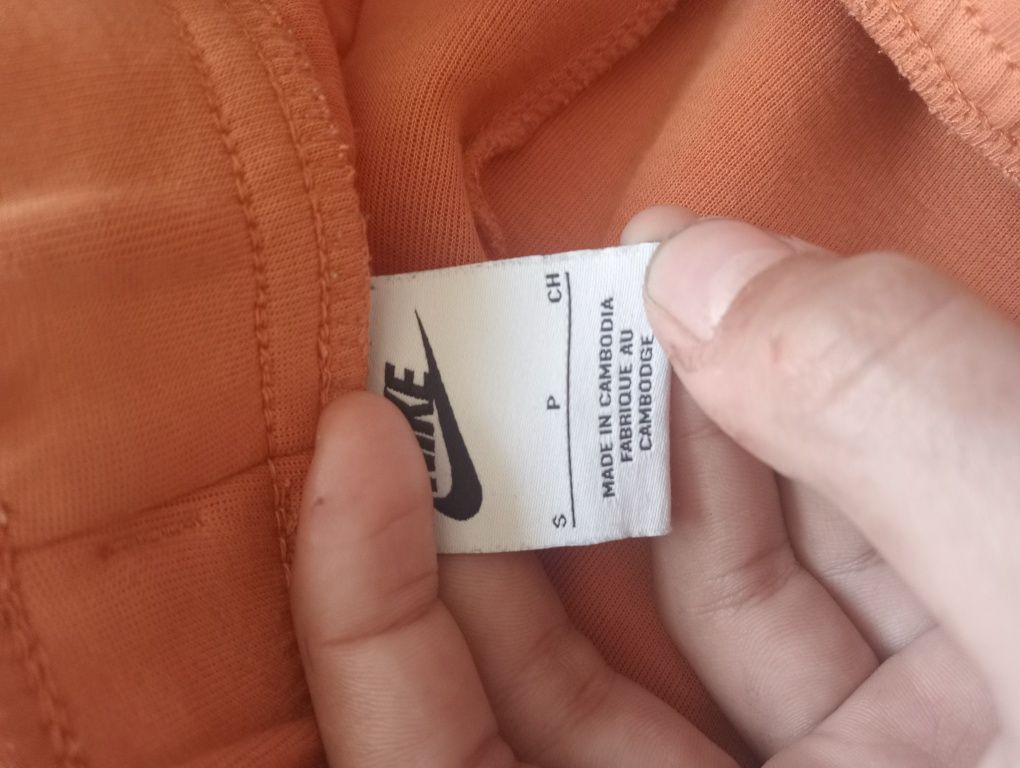 NIKE
S P CH
MADE IN CAMBODIA
FABRIQUE AU
CAMBODGE